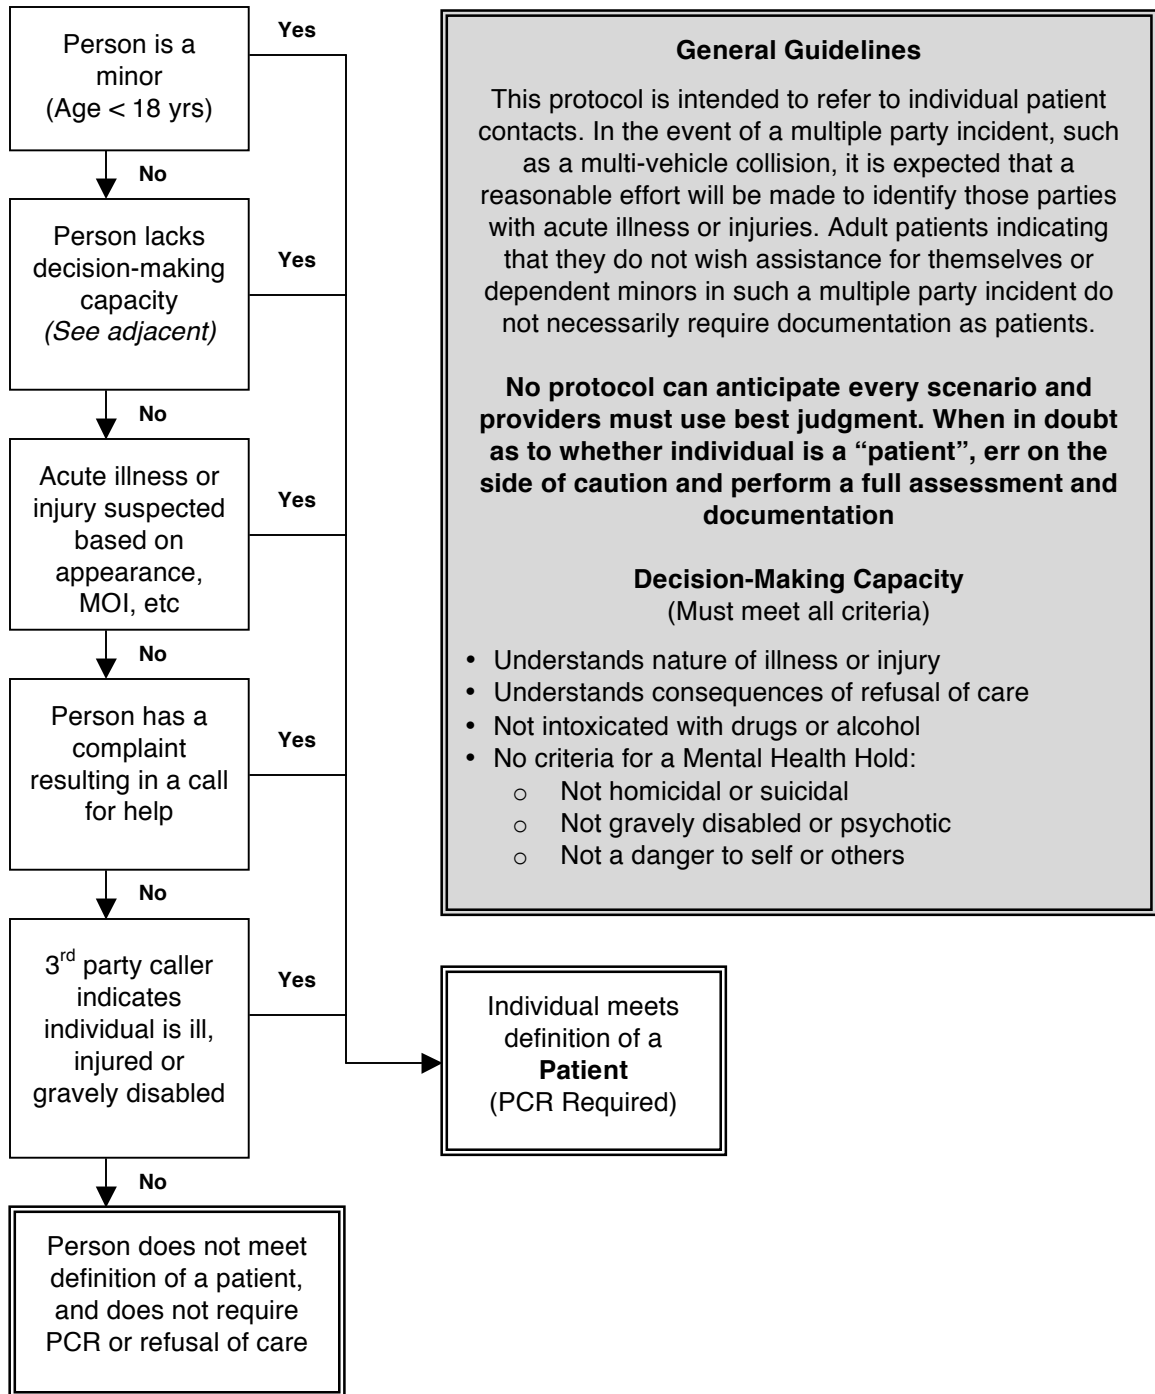 Person is a
minor
(Age < 18 yrs)
Yes
No
Person lacks
decision-making
capacity
(See adjacent)
Yes
No
Acute illness or
injury suspected
based on
appearance,
MOI, etc
Yes
No
Person has a
complaint
resulting in a call
for help
Yes
No
3rd party caller
indicates
individual is ill,
injured or
gravely disabled
Yes
No
Person does not meet
definition of a patient,
and does not require
PCR or refusal of care
General Guidelines
This protocol is intended to refer to individual patient
contacts. In the event of a multiple party incident, such
as a multi-vehicle collision, it is expected that a
reasonable effort will be made to identify those parties
with acute illness or injuries. Adult patients indicating
that they do not wish assistance for themselves or
dependent minors in such a multiple party incident do
not necessarily require documentation as patients.
No protocol can anticipate every scenario and
providers must use best judgment. When in doubt
as to whether individual is a “patient”, err on the
side of caution and perform a full assessment and
documentation
Decision-Making Capacity
(Must meet all criteria)
• Understands nature of illness or injury
• Understands consequences of refusal of care
• Not intoxicated with drugs or alcohol
• No criteria for a Mental Health Hold:
o Not homicidal or suicidal
o Not gravely disabled or psychotic
o Not a danger to self or others
Individual meets
definition of a
Patient
(PCR Required)